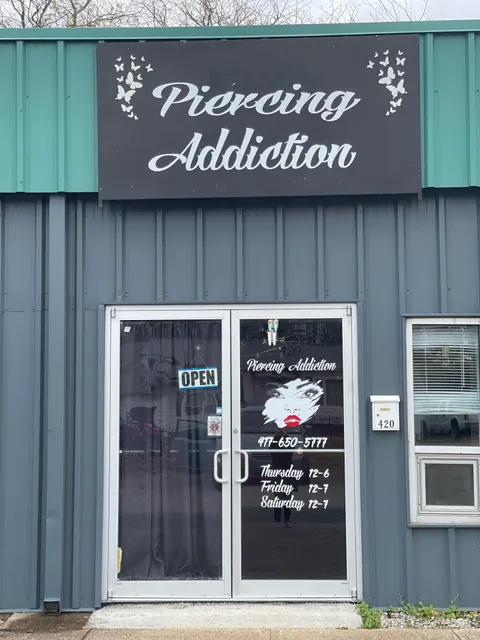 Piercing
Addiction
OPEN
Piercing Addiction
417-650-5777
Thursday 12-6
Friday 12-7
Saturday 12-7
420